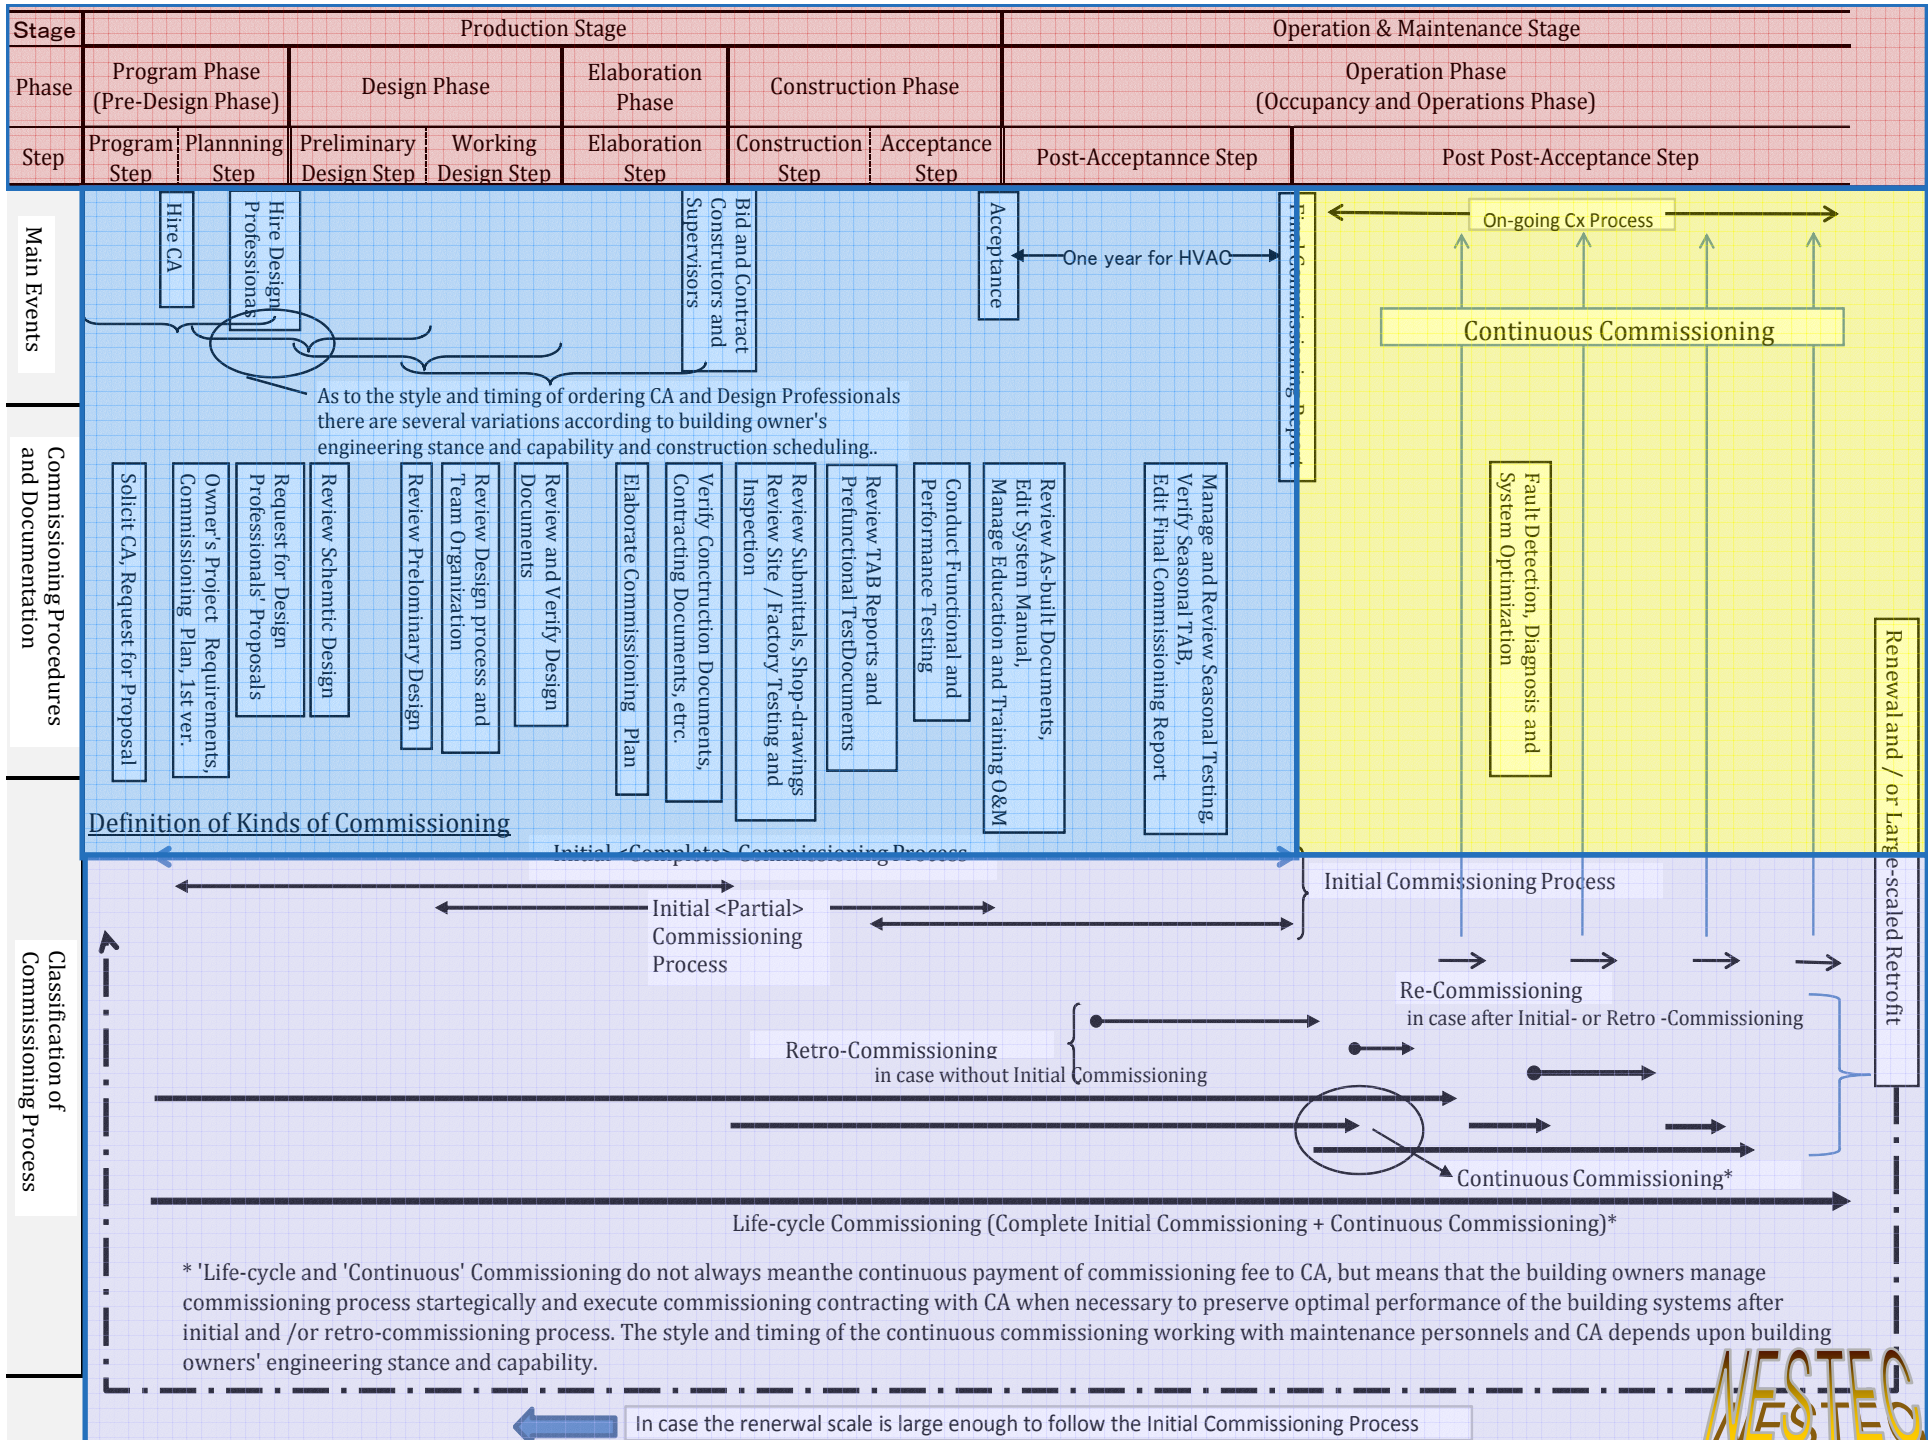 Stage
Production Stage
Operation & Maintenance Stage
Phase
Program Phase
(Pre-Design Phase)
Design Phase
Elaboration
Phase
Construction Phase
Operation Phase
(Occupancy and Operations Phase)
Step
Program
Step
Plannning
Step
Preliminary
Design Step
Working
Design Step
Elaboration
Step
Construction
Step
Acceptance
Step
Post-Acceptannce Step
Post Post-Acceptance Step
Main Events
Hire CA
Hire Design
Professionas
Bid and Contract
Construtors and
Supervisors
Acceptance
One year for HVAC
Final Commissioning Report
On-going Cx Process
Continuous Commissioning
As to the style and timing of ordering CA and Design Professionals
there are several variations according to building owner's
engineering stance and capability and construction scheduling..
Commissioning Procedures
and Documentation
Solicit CA, Request for Proposal
Owner's Project Requirements,
Commissioning Plan, 1st ver.
Request for Design
Professionals' Proposals
Review Schemtic Design
Review Prelominary Design
Review Design process and
Team Organization
Review and Verify Design
Documents
Elaborate Commissioning Plan
Verify Conctruction Documents,
Contracting Documents, etrc.
Review Submittals, Shop-drawings
Review Site / Factory Testing and
Inspection
Review TAB Reports and
Prefunctional TestDocuments
Conduct Functional and
Performance Testing
Review As-built Documents,
Edit System Manual,
Manage Education and Training O&M
Manage and Review Seasonal Testing,
Verify Seasonal TAB,
Edit Final Commissioning Report
Fault Detection, Diagnosis and
System Optimization
Renewal and / or Large-scaled Retrofit
Definition of Kinds of Commissioning
Classification of
Commissioning Process
Initial <Complete> Commissioning Process
Initial Commissioning Process
Initial <Partial>
Commissioning
Process
Re-Commissioning
in case after Initial- or Retro -Commissioning
Retro-Commissioning
in case without Initial Commissioning
Continuous Commissioning*
Life-cycle Commissioning (Complete Initial Commissioning + Continuous Commissioning)*
* 'Life-cycle and 'Continuous' Commissioning do not always meanthe continuous payment of commissioning fee to CA, but means that the building owners manage
commissioning process startegically and execute commissioning contracting with CA when necessary to preserve optimal performance of the building systems after
initial and /or retro-commissioning process. The style and timing of the continuous commissioning working with maintenance personnels and CA depends upon building
owners' engineering stance and capability.
In case the renerwal scale is large enough to follow the Initial Commissioning Process
NESTEC